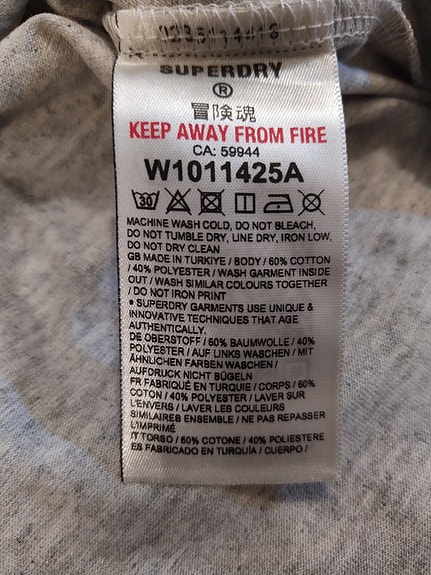 SUPERDRY
®
冒険魂
KEEP AWAY FROM FIRE
CA: 59944
W1011425A
30
MACHINE WASH COLD, DO NOT BLEACH,
DO NOT TUMBLE DRY, LINE DRY, IRON LOW,
DO NOT DRY CLEAN
GB MADE IN TURKIYE / BODY / 60% COTTON
/ 40% POLYESTER / WASH GARMENT INSIDE
OUT / WASH SIMILAR COLOURS TOGETHER
/ DO NOT IRON PRINT
• SUPERDRY GARMENTS USE UNIQUE &
INNOVATIVE TECHNIQUES THAT AGE
AUTHENTICALLY.
DE OBERSTOFF / 60% BAUMWOLLE / 40%
POLYESTER / AUF LINKS WASCHEN / MIT
ÄHNLICHEN FARBEN WASCHEN /
AUFDRUCK NICHT BÜGELN
FR FABRIQUÉ EN TURQUIE / CORPS / 60%
COTON / 40% POLYESTER / LAVER SUR
L'ENVERS / LAVER LES COULEURS
SIMILAIRES ENSEMBLE / NE PAS REPASSER
L'IMPRIMÉ
IT TORSO / 60% COTONE / 40% POLIESTERE
ES FABRICADO EN TURQUÍA / CUERPO /